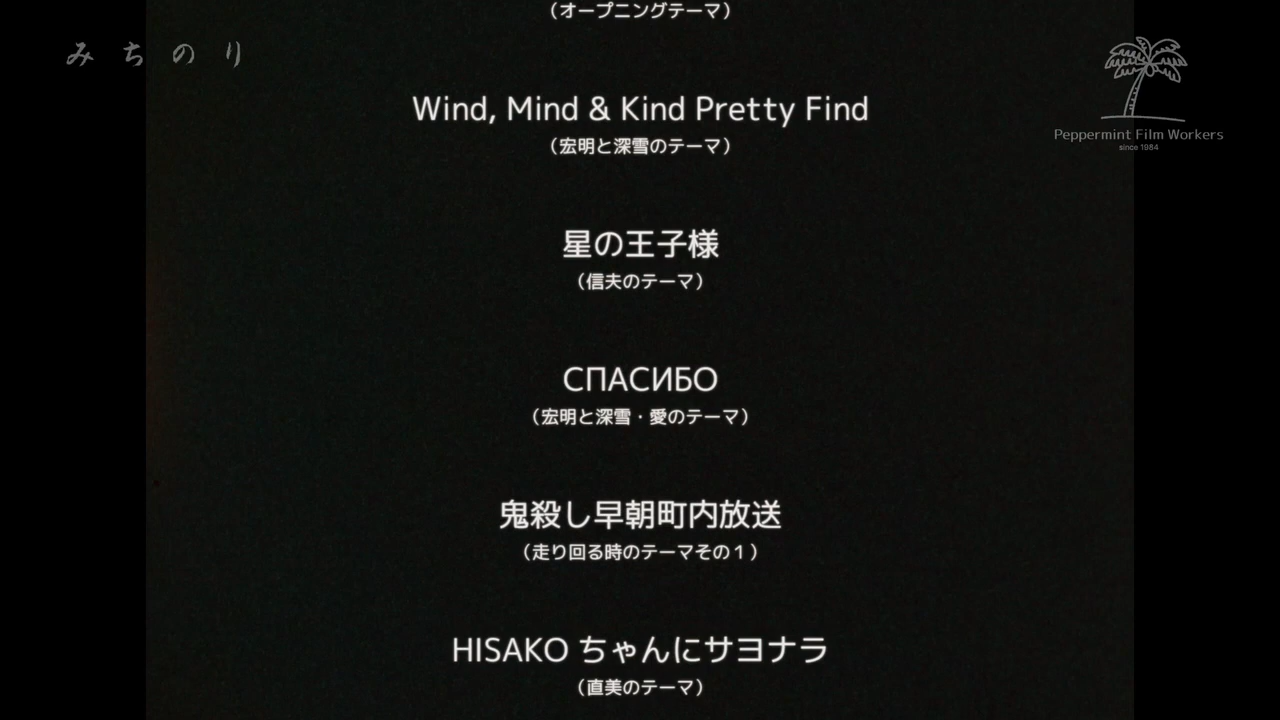 （オープニングテーマ）
みちのり
Peppermint Film Workers
since 1984
Wind, Mind & Kind Pretty Find
（宏明と深雪のテーマ）
星の王子様
（信夫のテーマ）
СПАСИБО
（宏明と深雪・愛のテーマ）
鬼殺し早朝町内放送
（走り回る時のテーマその１）
HISAKO ちゃんにサヨナラ
（直美のテーマ）